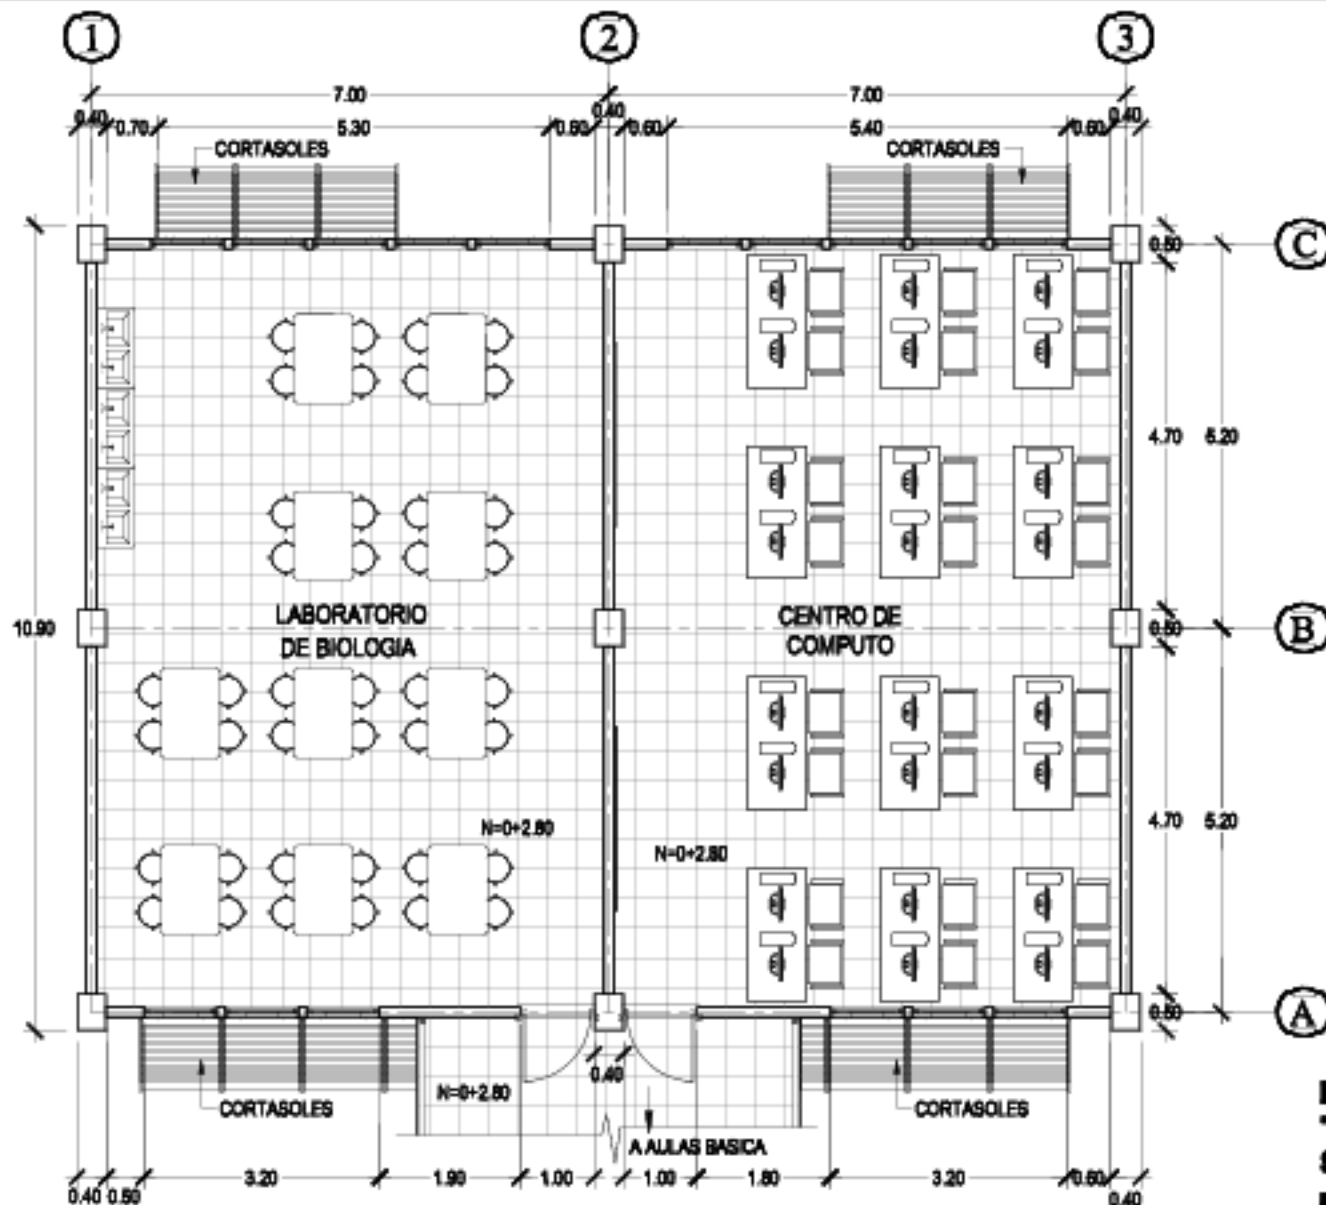 1 2 3
7.00 7.00
0.40 0.40 0.40
0.70 5.30 0.60 0.60 5.40 0.60
CORTASOLES CORTASOLES
0.50 C
4.70 5.20
LABORATORIO
DE BIOLOGIA
CENTRO DE
COMPUTO
10.90
0.50 B
N=0+2.80
N=0+2.80
4.70 5.20
0.50 A
0.40
N=0+2.80
CORTASOLES CORTASOLES
A AULAS BASICA
3.20 1.90 1.00 1.00 1.80 3.20 0.60
0.40 0.50 0.40